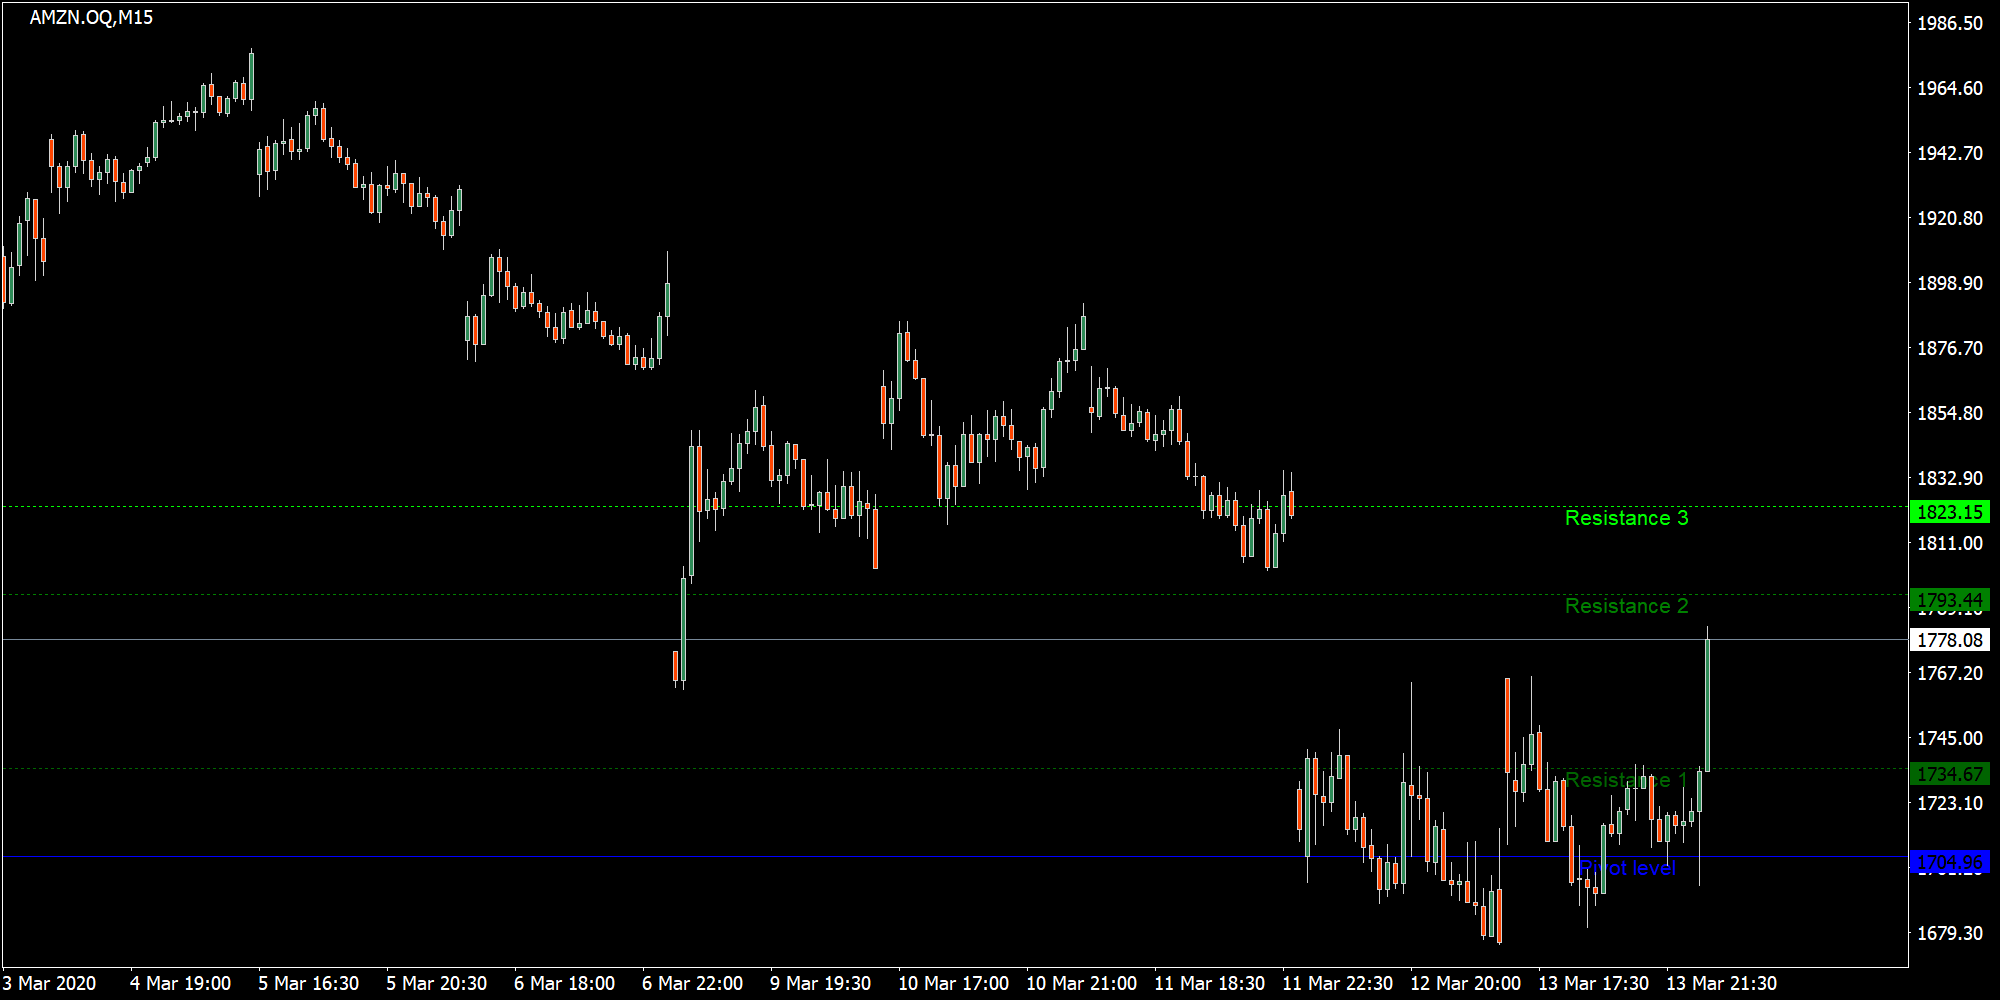 AMZN.OQ,M15
1986.50
1964.60
1942.70
1920.80
1898.90
1876.70
1854.80
1832.90
Resistance 3
1823.15
1811.00
Resistance 2
1793.44
1778.08
1767.20
1745.00
Resistance 1
1734.67
1723.10
Pivot level
1704.96
1679.30
3 Mar 2020
4 Mar 19:00
5 Mar 16:30
5 Mar 20:30
6 Mar 18:00
6 Mar 22:00
9 Mar 19:30
10 Mar 17:00
10 Mar 21:00
11 Mar 18:30
11 Mar 22:30
12 Mar 20:00
13 Mar 17:30
13 Mar 21:30